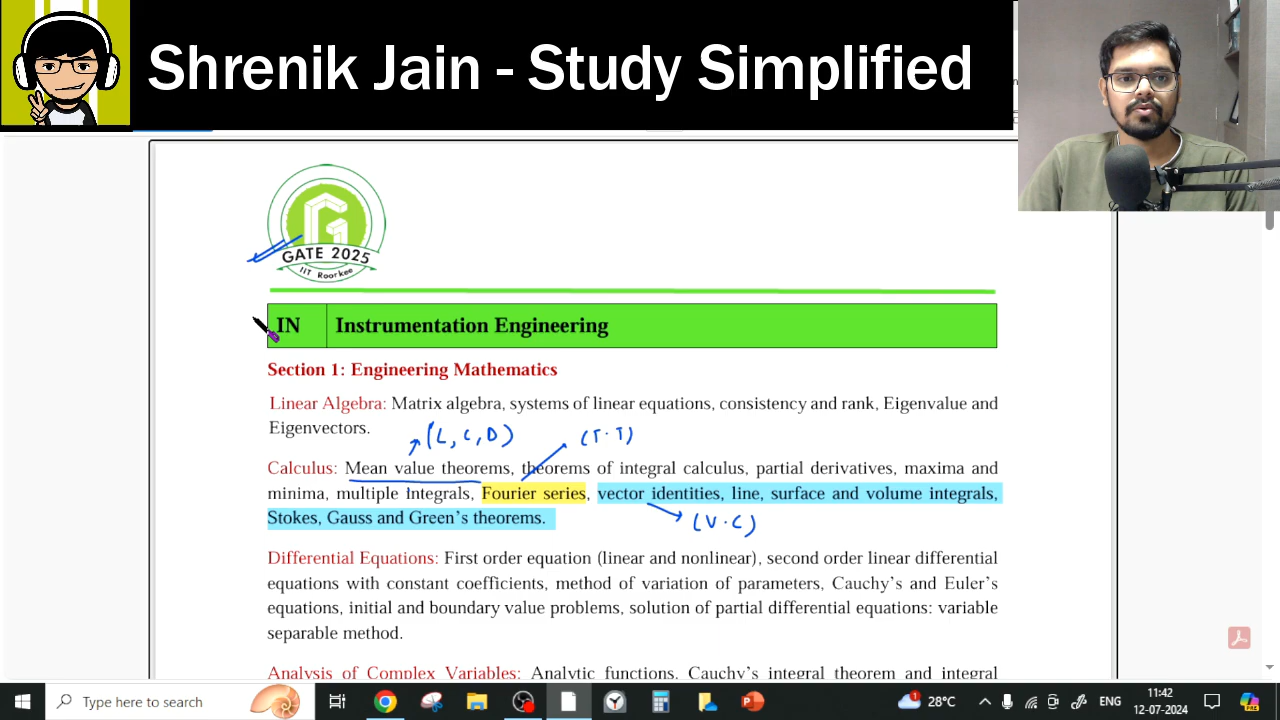 Shrenik Jain - Study Simplified
GATE 2025
IIT Roorkee
IN Instrumentation Engineering
Section 1: Engineering Mathematics
Linear Algebra: Matrix algebra, systems of linear equations, consistency and rank, Eigenvalue and
Eigenvectors.
(L, C, D)
(T.T)
Calculus: Mean value theorems, theorems of integral calculus, partial derivatives, maxima and
minima, multiple integrals, Fourier series, vector identities, line, surface and volume integrals,
Stokes, Gauss and Green's theorems.
(V.C)
Differential Equations: First order equation (linear and nonlinear), second order linear differential
equations with constant coefficients, method of variation of parameters, Cauchy's and Euler's
equations, initial and boundary value problems, solution of partial differential equations: variable
separable method.
Analysis of Complex Variables: Analytic functions, Cauchy's integral theorem and integral
Type here to search
1
28°C
ENG
11:42
12-07-2024